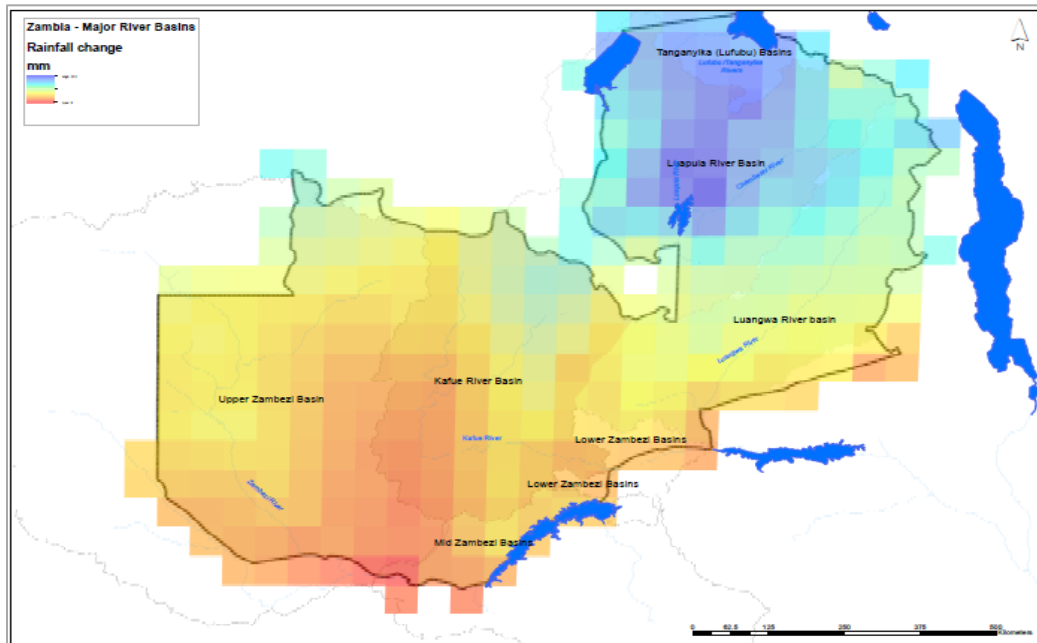 Zambia - Major River Basins
Rainfall change
mm
N
Tanganyika (Lufubu) Basins
Lufubu /Tanganyika
Rivers
Luapula River Basin
Chambeshi River
Luapula River
Luangwa River basin
Luangwa River
Kafue River Basin
Upper Zambezi Basin
Kafue River
Lower Zambezi Basins
Lower Zambezi Basins
Zambezi River
Mid Zambezi Basins
0 62.5 125 250 375 500
Kilometers